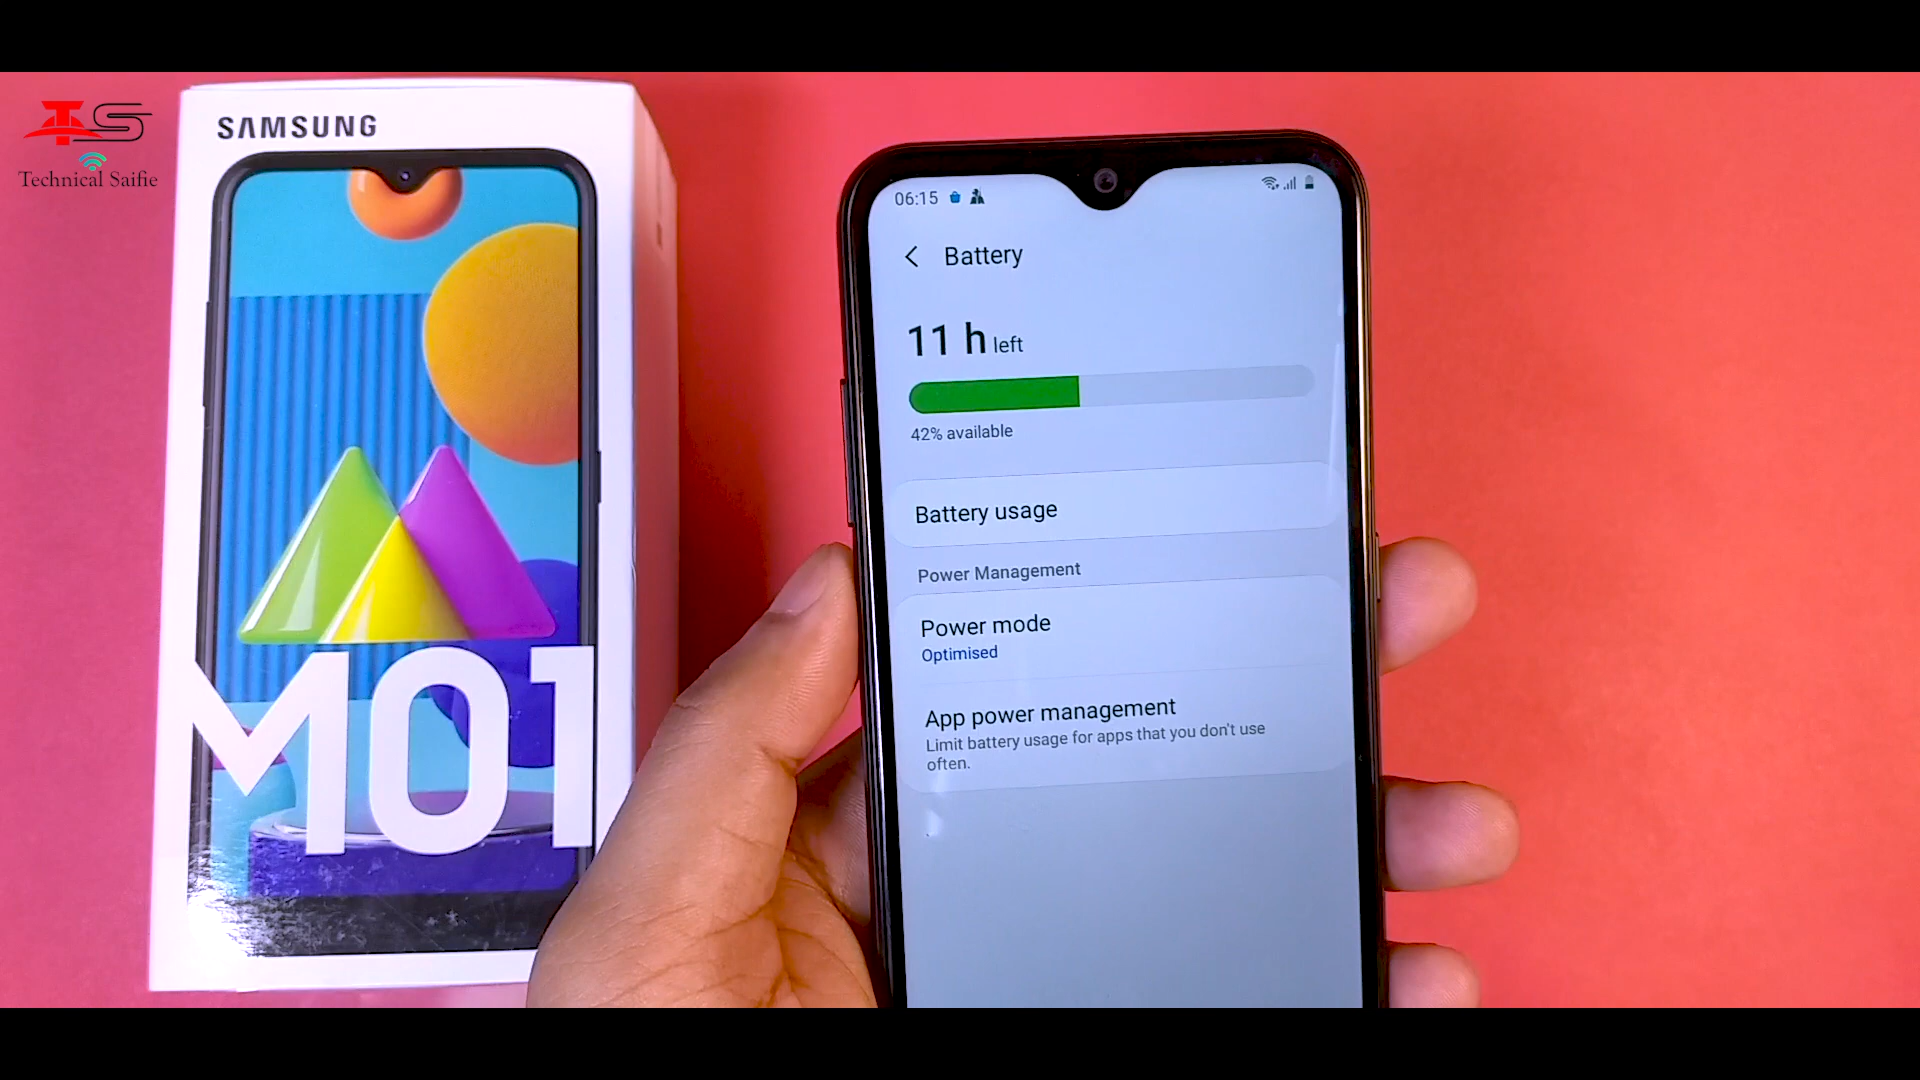 TS
Technical Saifie
SAMSUNG
M01
06:15
Battery
11 h left
42% available
Battery usage
Power Management
Power mode
Optimised
App power management
Limit battery usage for apps that you don't use
often.